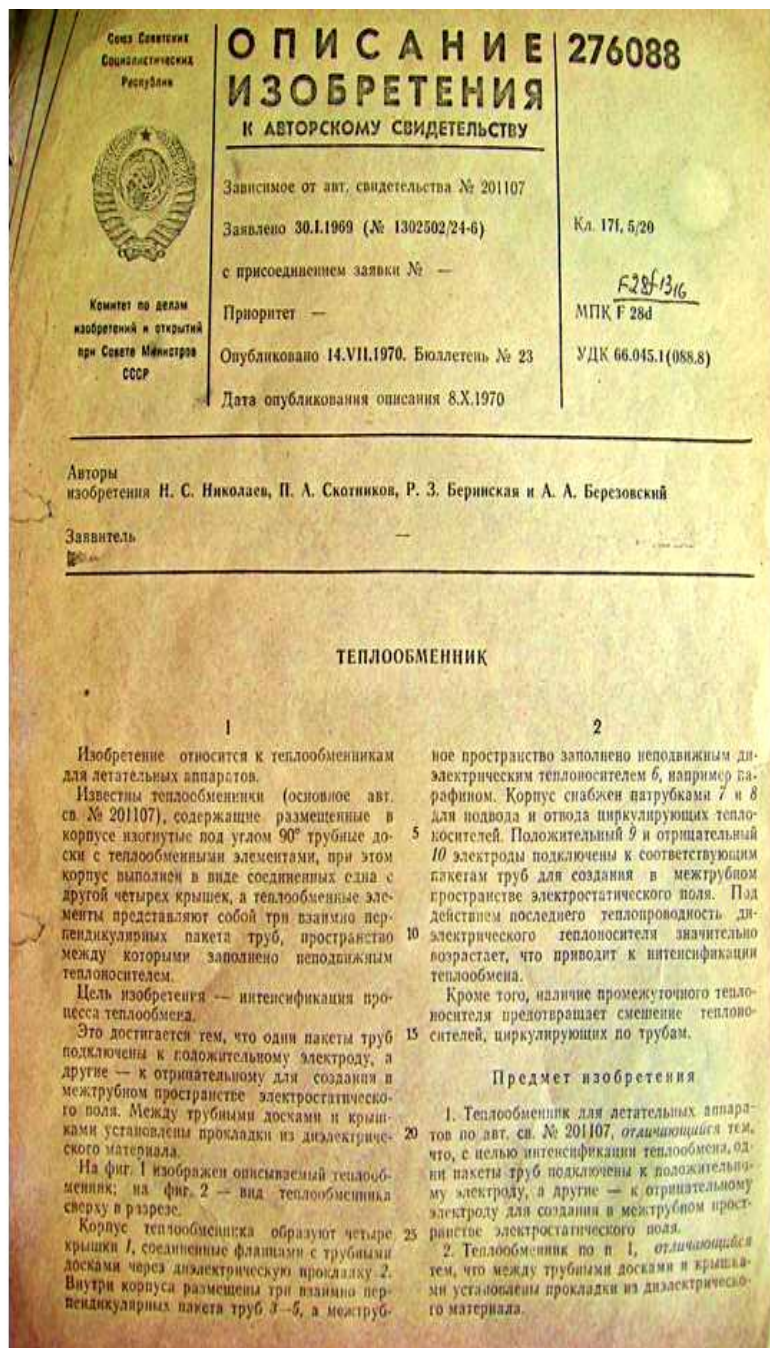 Союз Советских
Социалистических
Республик
ОПИСАНИЕ
ИЗОБРЕТЕНИЯ
К АВТОРСКОМУ СВИДЕТЕЛЬСТВУ
276088
Зависимое от авт. свидетельства № 201107
Заявлено 30.I.1969 (№ 1302502/24-6)
с присоединением заявки № —
Приоритет —
Опубликовано 14.VII.1970. Бюллетень № 23
Дата опубликования описания 8.X.1970
Кл. 17f, 5/20
МПК F 28d
УДК 66.045.1(088.8)
Комитет по делам
изобретений и открытий
при Совете Министров
СССР
Авторы
изобретения Н. С. Николаев, П. А. Скотников, Р. З. Беринская и А. А. Березовский
Заявитель —
ТЕПЛООБМЕННИК
1
Изобретение относится к теплообменникам
для летательных аппаратов.
Известны теплообменники (основное авт.
св. № 201107), содержащие размещенные в
корпусе изогнутые под углом 90° трубные до-
ски с теплообменными элементами, при этом
корпус выполнен в виде соединенных одна с
другой четырех крышек, а теплообменные эле-
менты представляют собой три взаимно пер-
пендикулярных пакета труб, пространство
между которыми заполнено неподвижным
теплоносителем.
Цель изобретения — интенсификация про-
цесса теплообмена.
Это достигается тем, что одни пакеты труб
подключены к положительному электроду, а
другие — к отрицательному для создания в
межтрубном пространстве электростатическо-
го поля. Между трубными досками и крыш-
ками установлены прокладки из диэлектриче-
ского материала.
На фиг. 1 изображен описываемый теплооб-
менник; на фиг. 2 — вид теплообменника
сверху в разрезе.
Корпус теплообменника образуют четыре
крышки 1, соединенные фланцами с трубными
досками через диэлектрическую прокладку 2.
Внутри корпуса размещены три взаимно пер-
пендикулярных пакета труб 3—5, а межтруб-
5
10
15
20
25
2
ное пространство заполнено неподвижным ди-
электрическим теплоносителем 6, например па-
рафином. Корпус снабжен патрубками 7 и 8
для подвода и отвода циркулирующих тепло-
носителей. Положительный 9 и отрицательный
10 электроды подключены к соответствующим
пакетам труб для создания в межтрубном
пространстве электростатического поля. Под
действием последнего теплопроводность ди-
электрического теплоносителя значительно
возрастает, что приводит к интенсификации
теплообмена.
Кроме того, наличие промежуточного тепло-
носителя предотвращает смешение теплоно-
сителей, циркулирующих по трубам.
Предмет изобретения
1. Теплообменник для летательных аппара-
тов по авт. св. № 201107, отличающийся тем,
что, с целью интенсификации теплообмена, од-
ни пакеты труб подключены к положительно-
му электроду, а другие — к отрицательному
электроду для создания в межтрубном прост-
ранстве электростатического поля.
2. Теплообменник по п 1, отличающийся
тем, что между трубными досками и крышка-
ми установлены прокладки из диэлектрическо-
го материала.